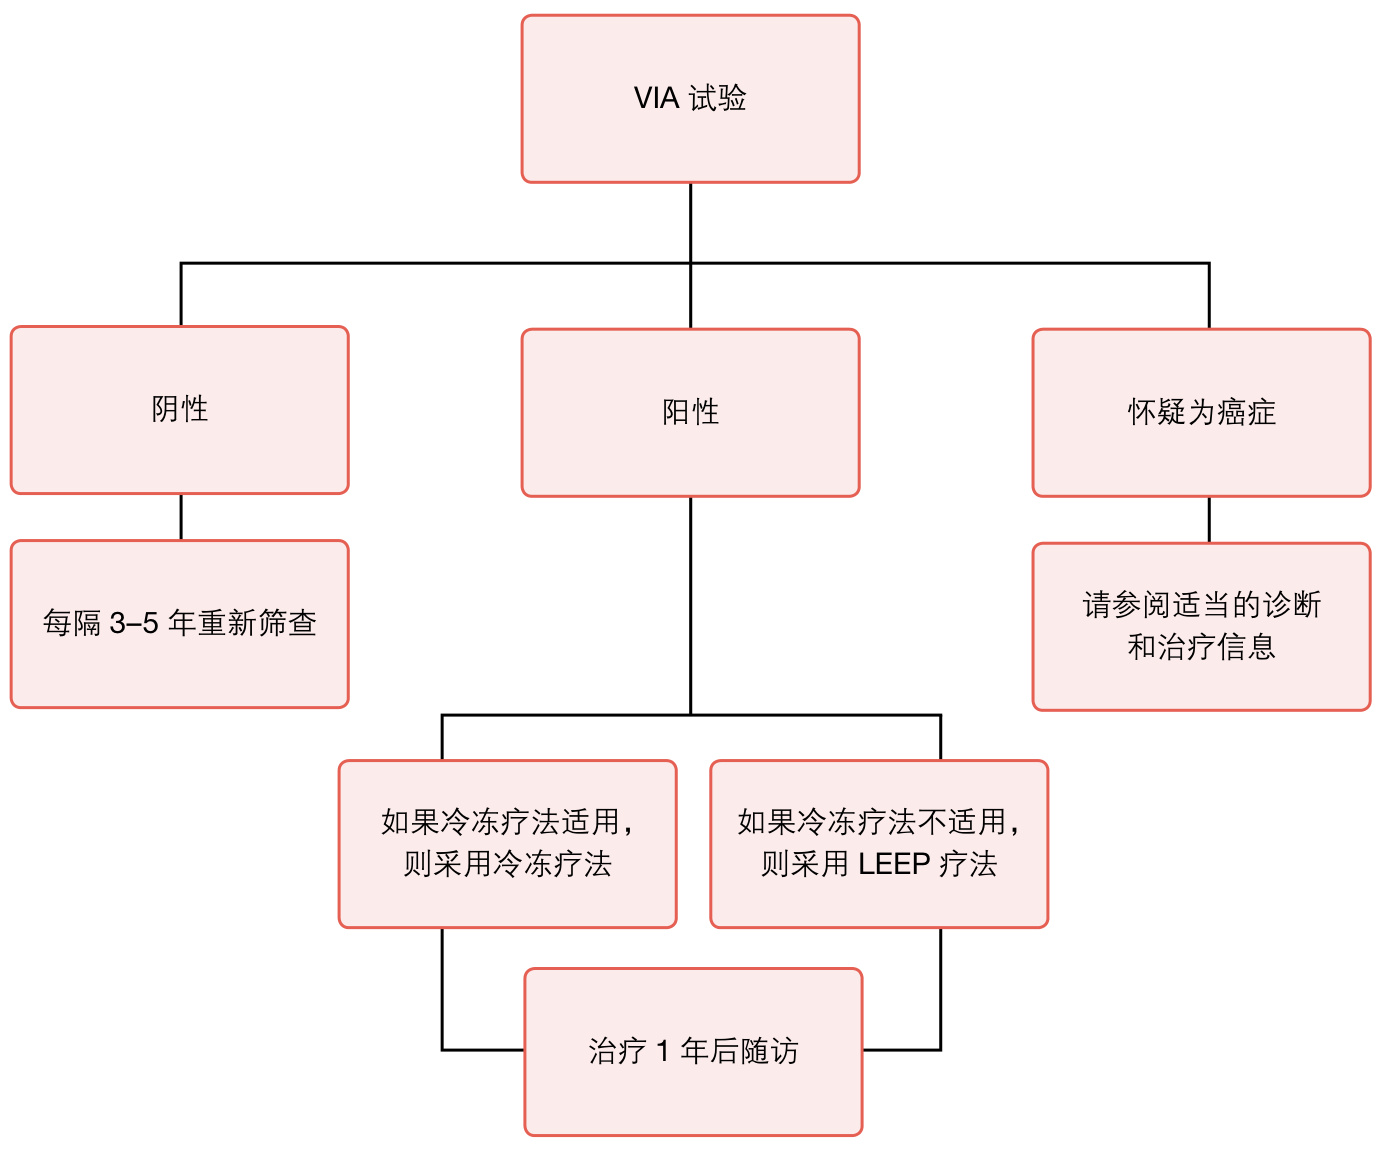 VIA 试验
阴性
阳性
怀疑为癌症
每隔 3–5 年重新筛查
请参阅适当的诊断
和治疗信息
如果冷冻疗法适用，
则采用冷冻疗法
如果冷冻疗法不适用，
则采用 LEEP 疗法
治疗 1 年后随访